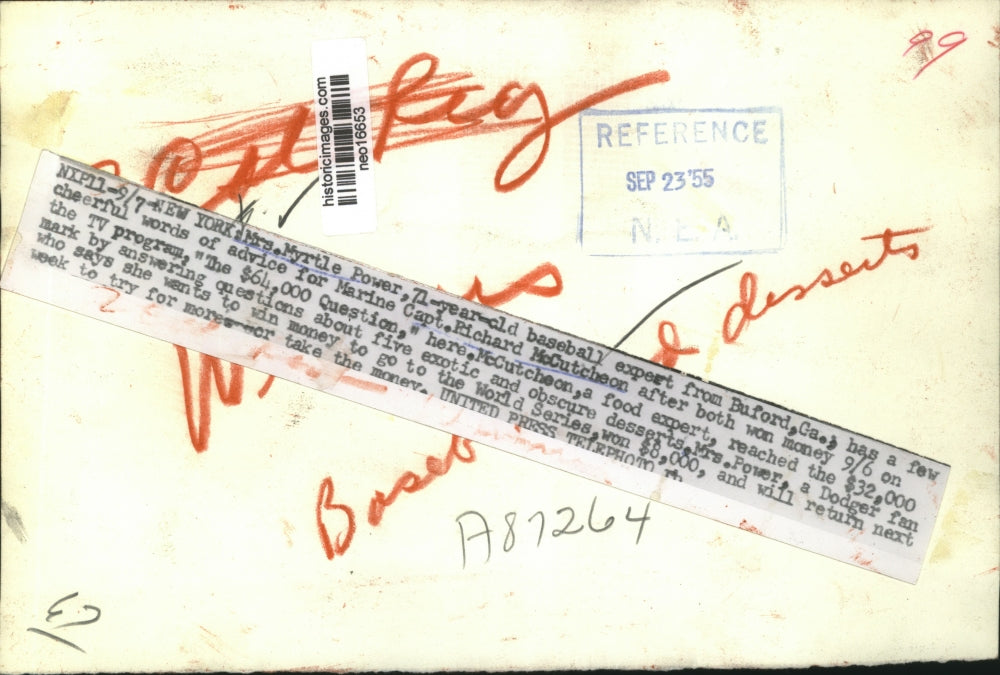 99
Reg
historicimages.com
neo16653
REFERENCE
SEP 23'55
N. E. A.
NXP11-9/7-NEW YORK:Mrs.Myrtle Power,71-year-old baseball expert from Buford,Ga., has a few
cheerful words of advice for Marine Capt.Richard McCutcheon after both won money 9/6 on
the TV program, "The $64,000 Question," here.McCutcheon,a food expert, reached the $32,000
mark by answering questions about five exotic and obscure desserts.Mrs.Power, a Dodger fan
who says she wants to win money to go to the World Series,won $8,000, and will return next
week to try for more--or take the money. UNITED PRESS TELEPHOTO
desserts
Baseb
A87264